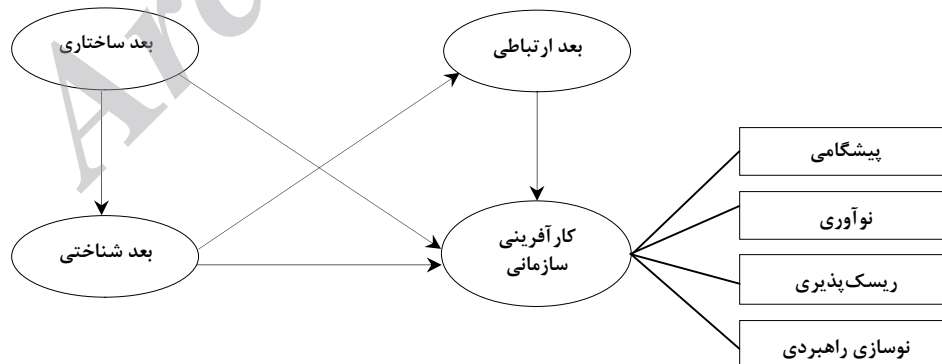 بعد ساختاری
بعد ارتباطی
پیشگامی
نوآوری
بعد شناختی
کارآفرینی
سازمانی
ریسک‌پذیری
نوسازی راهبردی